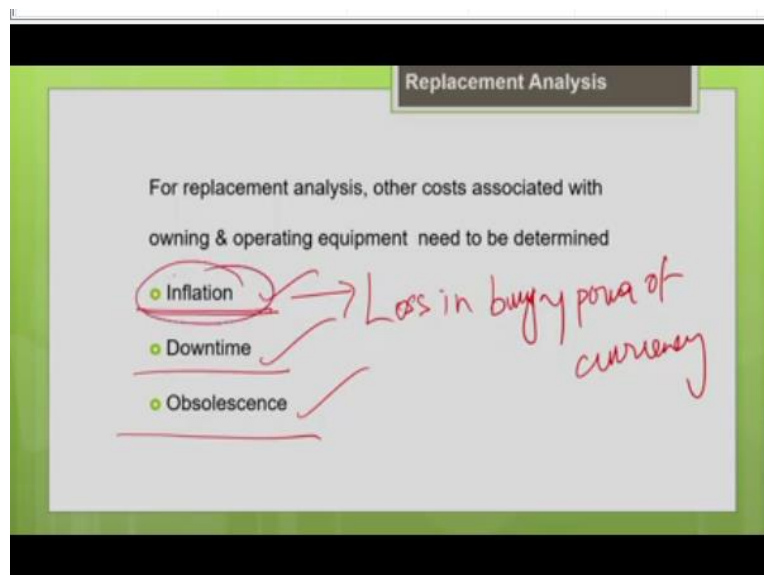 Replacement Analysis
For replacement analysis, other costs associated with
owning & operating equipment need to be determined
Inflation → Loss in buying power of
currency
Downtime
Obsolescence